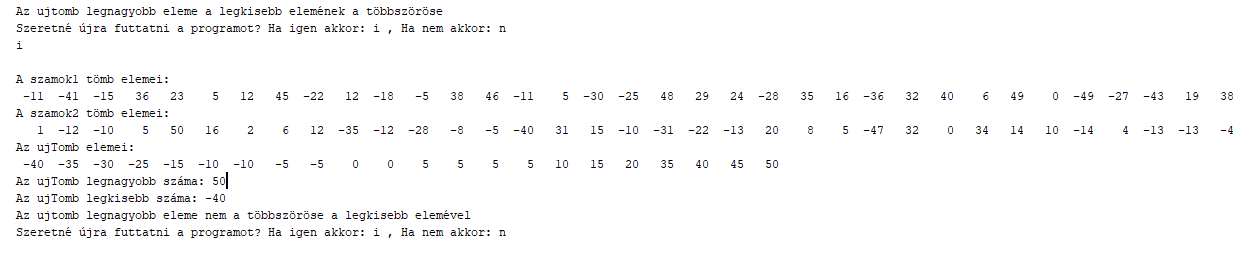 Az ujtomb legnagyobb eleme a legkisebb elemének a többszöröse
Szeretné újra futtatni a programot? Ha igen akkor: i , Ha nem akkor: n
i
A szamok1 tömb elemei:
-11 -41 -15 36 23 5 12 45 -22 12 -18 -5 38 46 -11 5 -30 -25 48 29 24 -28 35 16 -36 32 40 6 49 0 -49 -27 -43 19 38
A szamok2 tömb elemei:
1 -12 -10 5 50 16 2 6 12 -35 -12 -28 -8 -5 -40 31 15 -10 -31 -22 -13 20 8 5 -47 32 0 34 14 10 -14 4 -13 -13 -4
Az ujTomb elemei:
-40 -35 -30 -25 -15 -10 -10 -5 -5 0 0 5 5 5 5 10 15 20 35 40 45 50
Az ujTomb legnagyobb száma: 50
Az ujTomb legkisebb száma: -40
Az ujtomb legnagyobb eleme nem a többszöröse a legkisebb elemével
Szeretné újra futtatni a programot? Ha igen akkor: i , Ha nem akkor: n